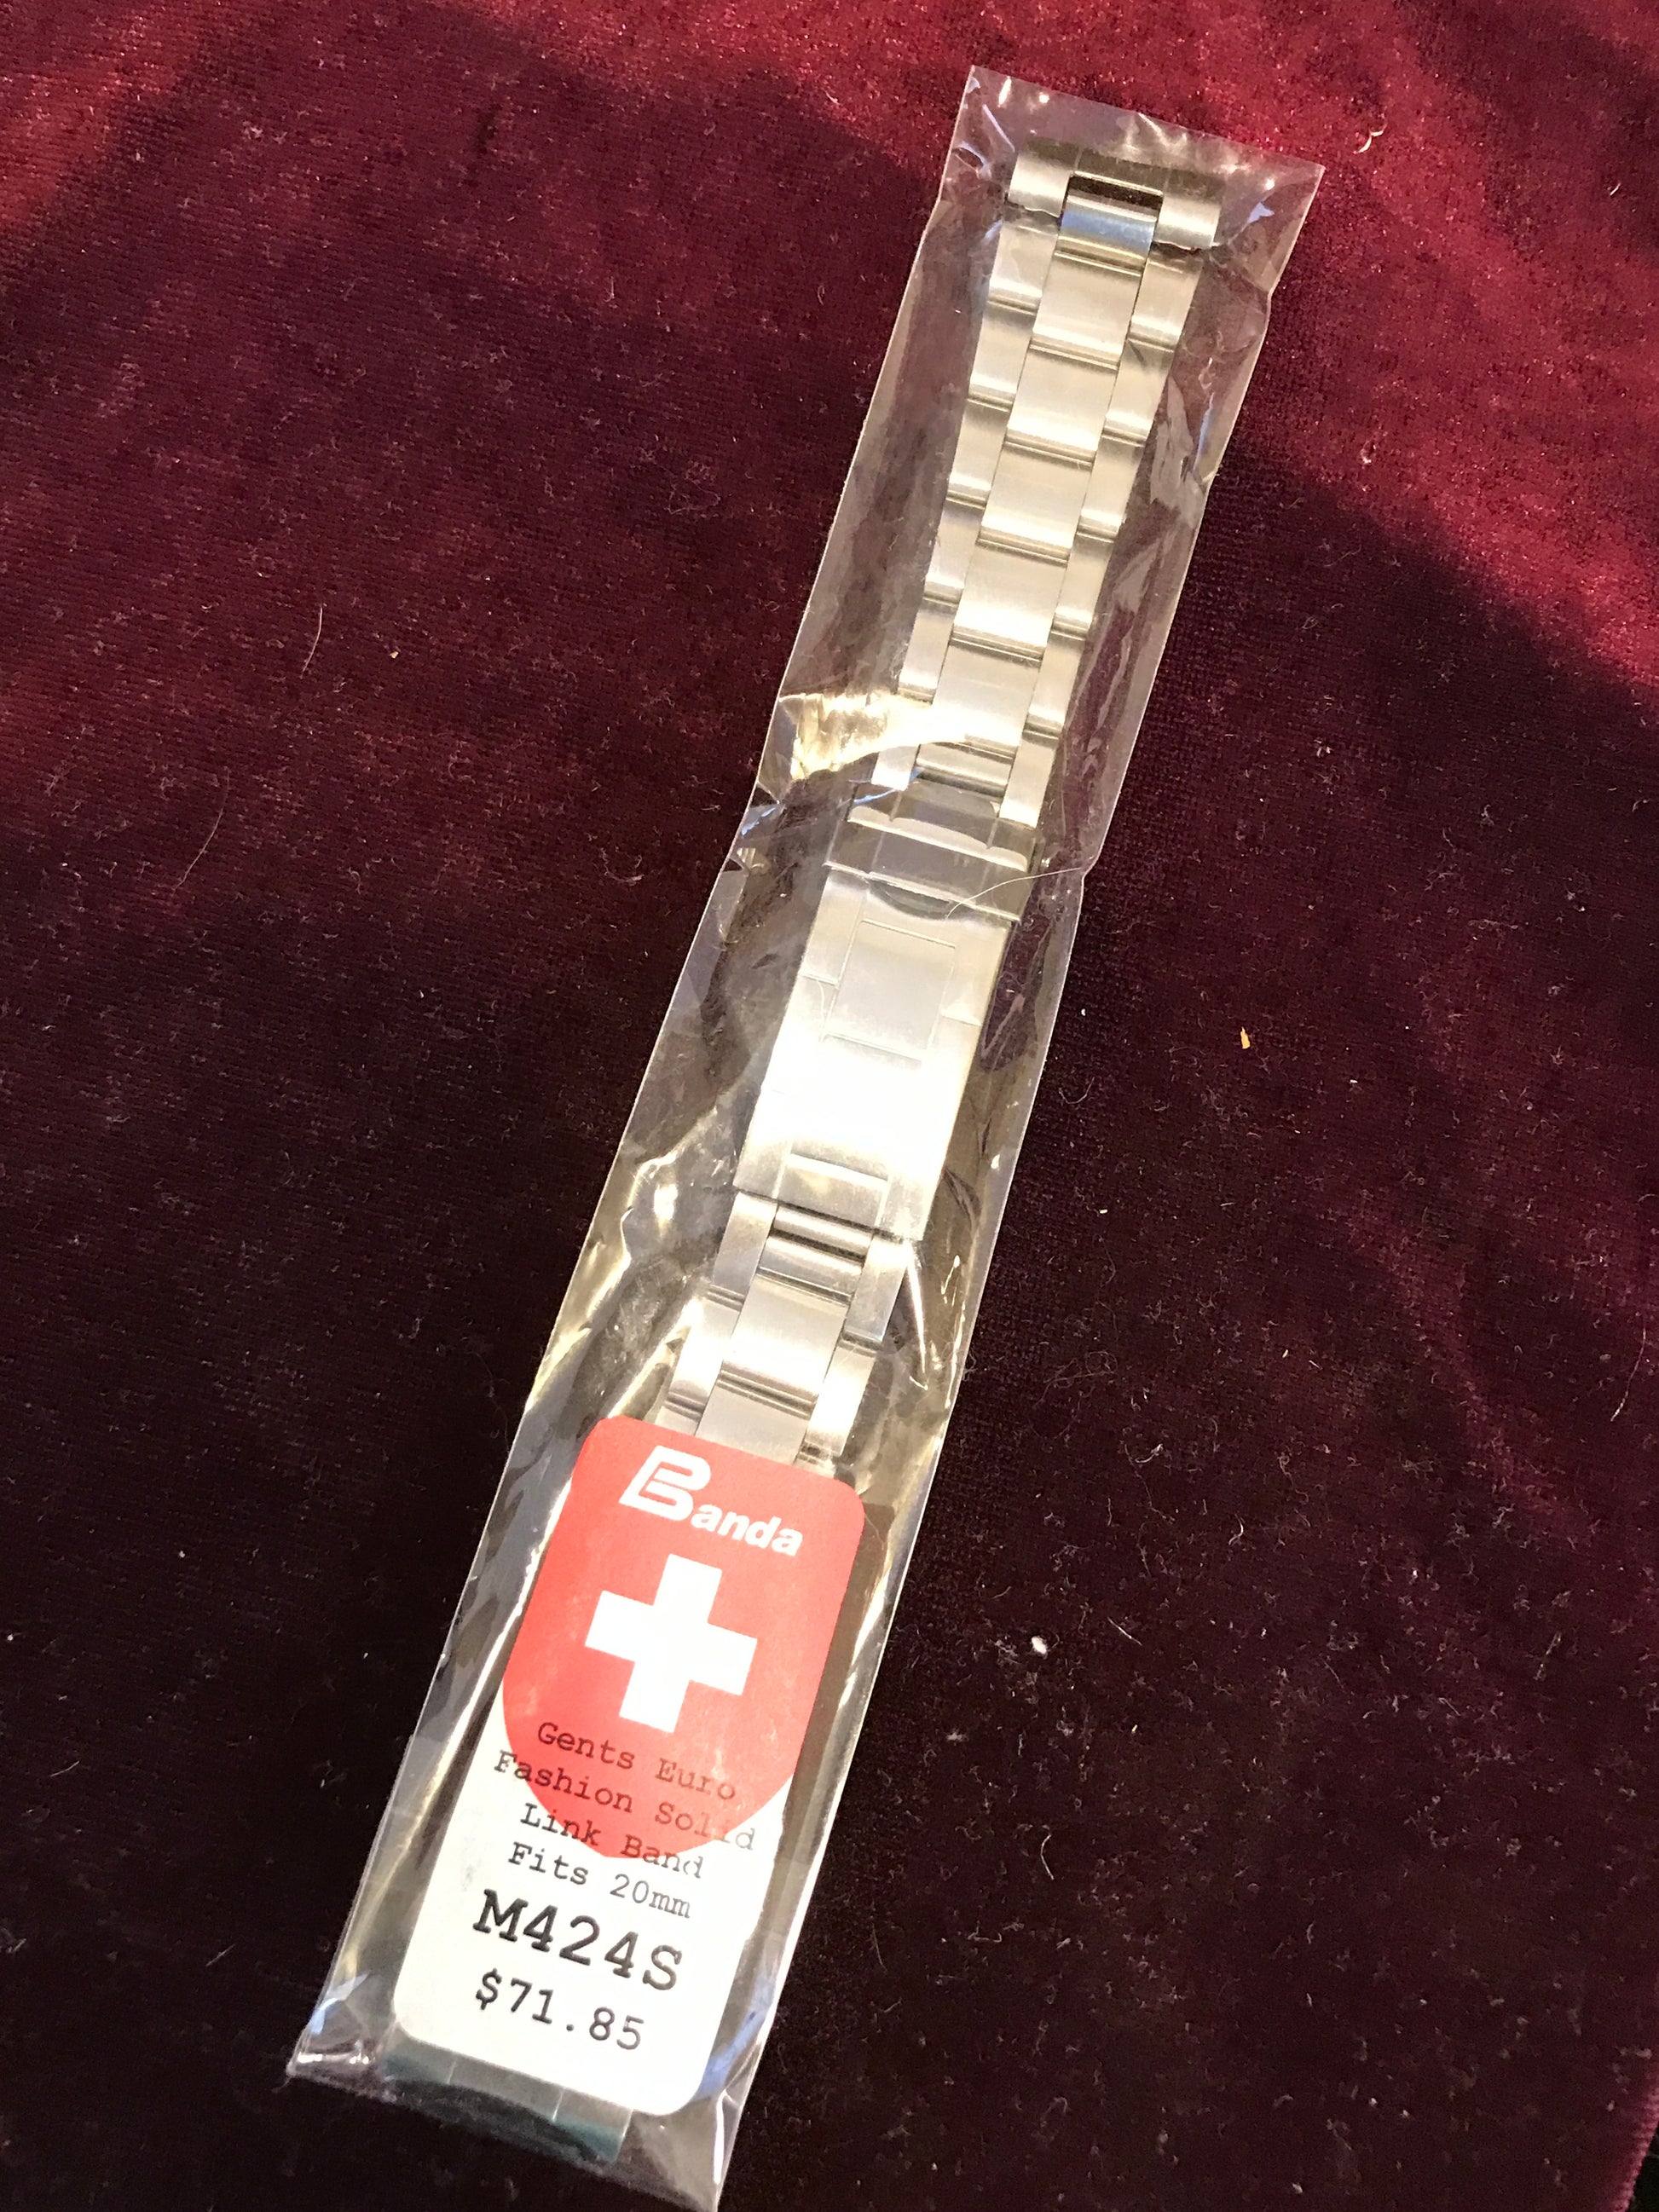 Banda
Gents Euro
Fashion Solid
Link Band
Fits 20mm
M424S
$71.85